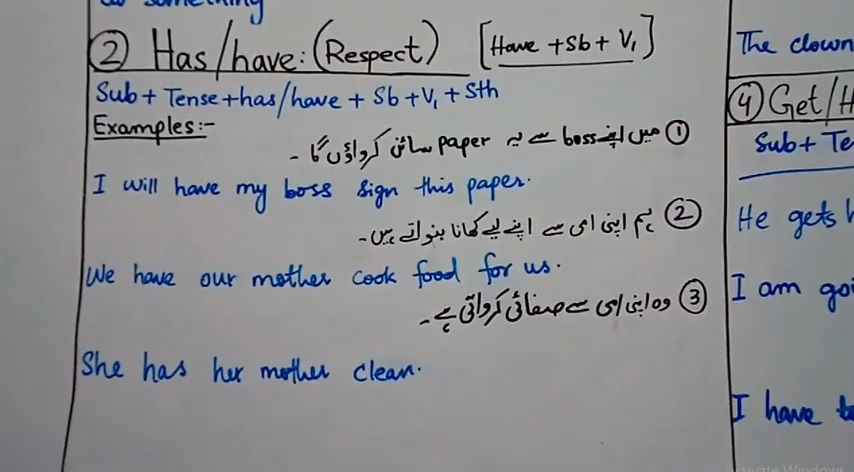 as something
② Has/have: (Respect) [Have + Sb + V₁]
Sub + Tense + has/have + Sb + V₁ + Sth
Examples:-
① میں اپنے boss سے یہ paper سائن کرواؤں گا ۔
I will have my boss sign this paper.
② ہم اپنی امی سے اپنے لیے کھانا بنواتے ہیں ۔
We have our mother cook food for us.
③ وہ اپنی امی سے صفائی کرواتی ہے ۔
She has her mother clean.
The clown
④ Get/H
Sub + Te
He gets h
I am goi
I have t